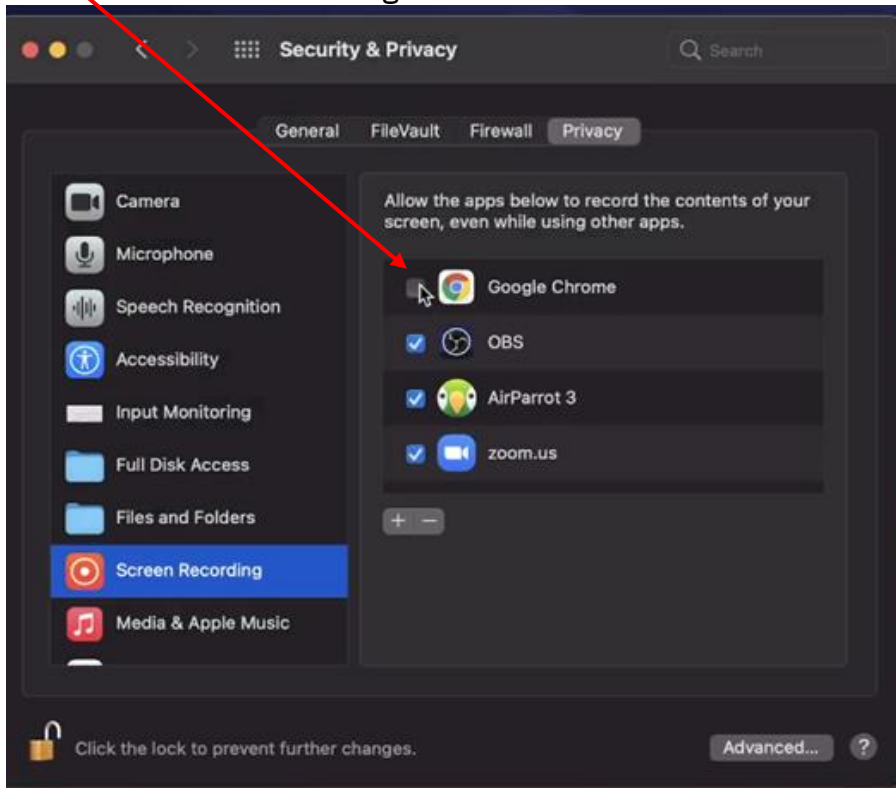 Security & Privacy
Search
General FileVault Firewall Privacy
Camera
Microphone
Speech Recognition
Accessibility
Input Monitoring
Full Disk Access
Files and Folders
Screen Recording
Media & Apple Music
Allow the apps below to record the contents of your
screen, even while using other apps.
Google Chrome
OBS
AirParrot 3
zoom.us
+ −
Click the lock to prevent further changes.
Advanced... ?